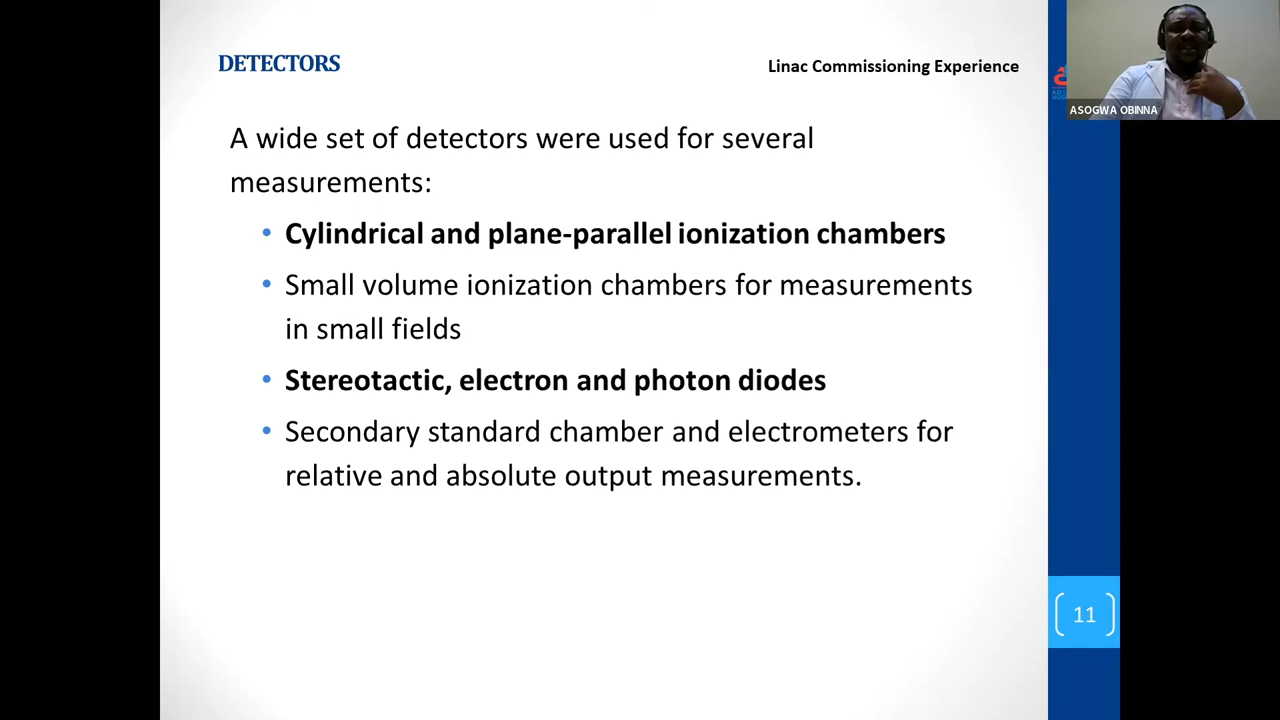 DETECTORS
Linac Commissioning Experience
ASOGWA OBINNA
A wide set of detectors were used for several
measurements:
• Cylindrical and plane-parallel ionization chambers
• Small volume ionization chambers for measurements
in small fields
• Stereotactic, electron and photon diodes
• Secondary standard chamber and electrometers for
relative and absolute output measurements.
11